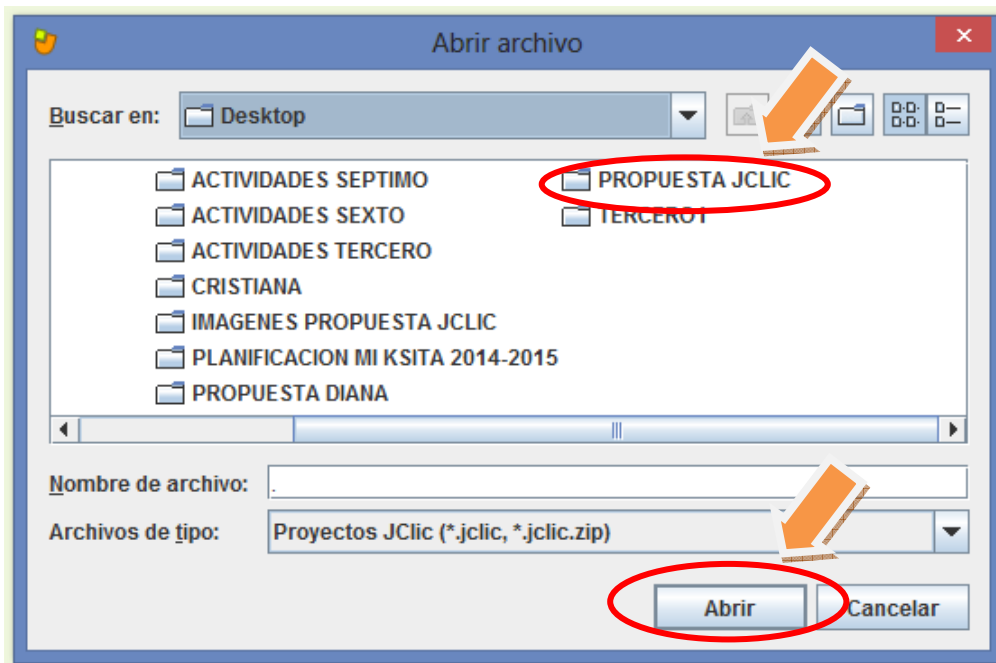 Abrir archivo
Buscar en: Desktop
ACTIVIDADES SEPTIMO
ACTIVIDADES SEXTO
ACTIVIDADES TERCERO
CRISTIANA
IMAGENES PROPUESTA JCLIC
PLANIFICACION MI KSITA 2014-2015
PROPUESTA DIANA
PROPUESTA JCLIC
TERCERO1
Nombre de archivo: .
Archivos de tipo: Proyectos JClic (*.jclic, *.jclic.zip)
Abrir Cancelar